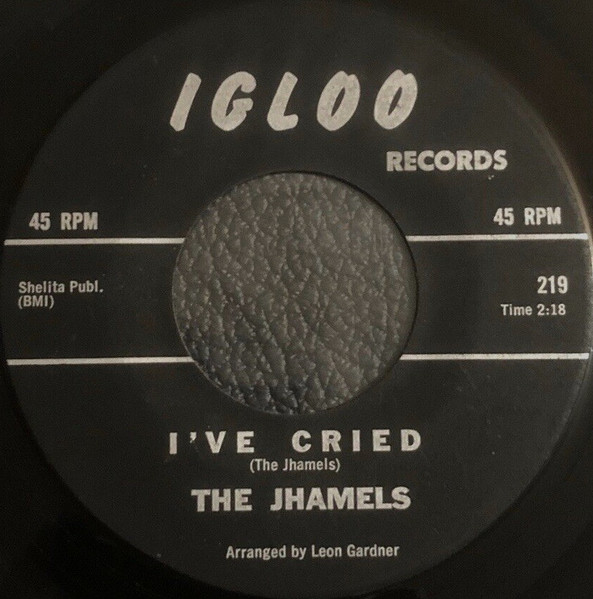 IGLOO
RECORDS
45 RPM
45 RPM
Shelita Publ.
(BMI)
219
Time 2:18
I'VE CRIED
(The Jhamels)
THE JHAMELS
Arranged by Leon Gardner